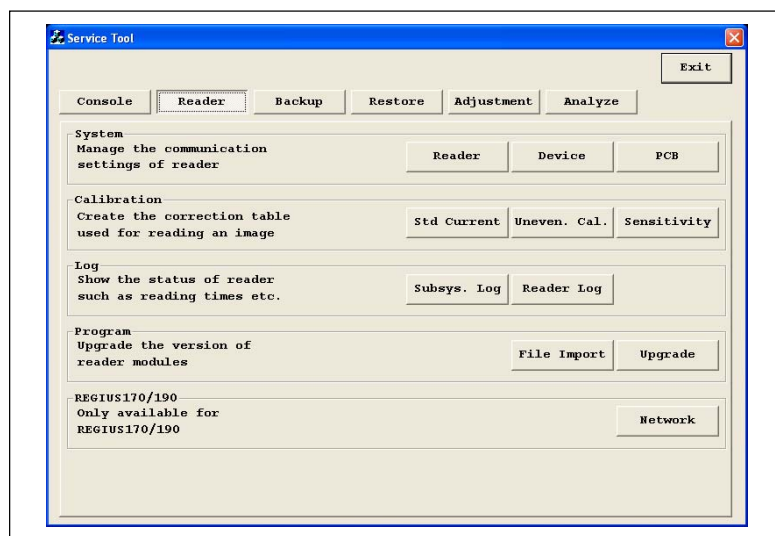 Service Tool
Exit
Console Reader Backup Restore Adjustment Analyze
System
Manage the communication
settings of reader
Reader Device PCB
Calibration
Create the correction table
used for reading an image
Std Current Uneven. Cal. Sensitivity
Log
Show the status of reader
such as reading times etc.
Subsys. Log Reader Log
Program
Upgrade the version of
reader modules
File Import Upgrade
REGIUS170/190
Only available for
REGIUS170/190
Network